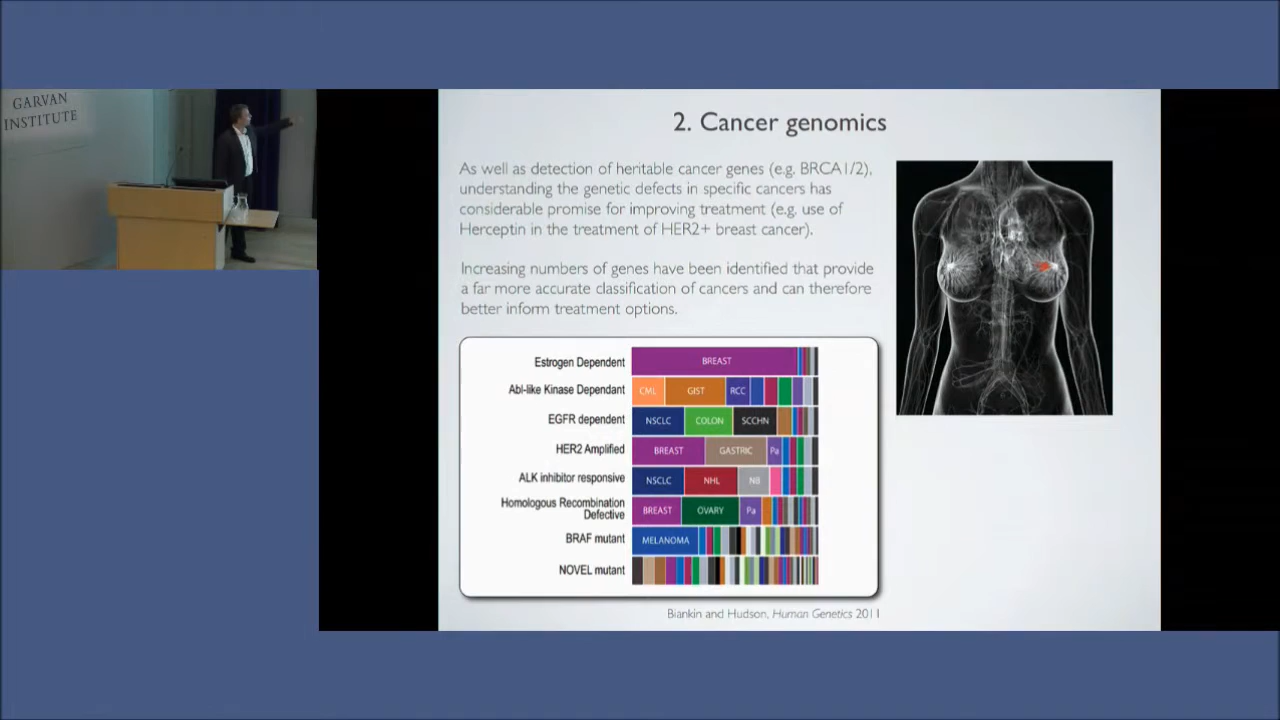 GARVAN
INSTITUTE
2. Cancer genomics
As well as detection of heritable cancer genes (e.g. BRCA1/2),
understanding the genetic defects in specific cancers has
considerable promise for improving treatment (e.g. use of
Herceptin in the treatment of HER2+ breast cancer).
Increasing numbers of genes have been identified that provide
a far more accurate classification of cancers and can therefore
better inform treatment options.
Estrogen Dependent BREAST
Abl-like Kinase Dependant CML GIST RCC
EGFR dependent NSCLC COLON SCCHN
HER2 Amplified BREAST GASTRIC Pa
ALK inhibitor responsive NSCLC NHL NB
Homologous Recombination
Defective BREAST OVARY Pa
BRAF mutant MELANOMA
NOVEL mutant
Biankin and Hudson, Human Genetics 2011